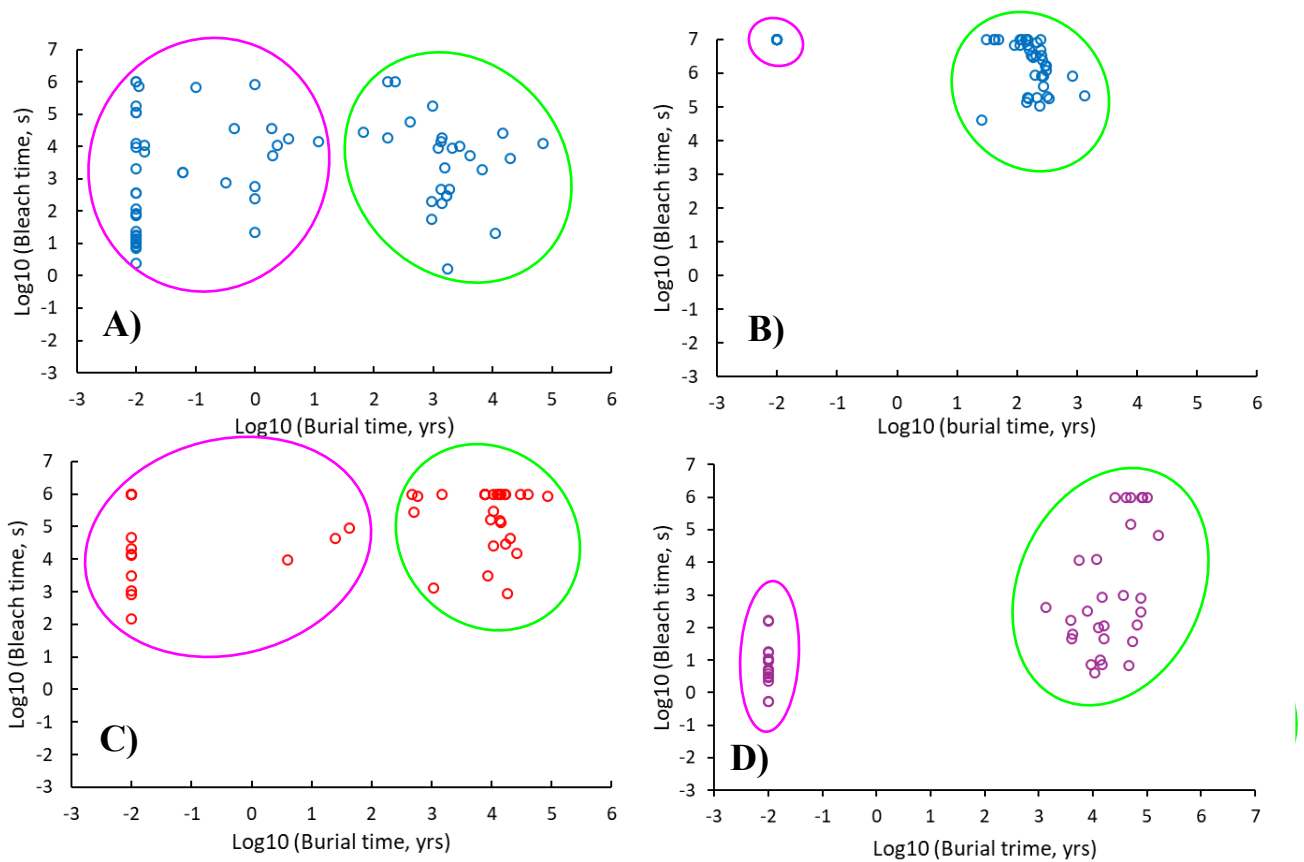 7
6
5
4
3
2
1
0
-1
-2
-3
-3 -2 -1 0 1 2 3 4 5 6
Log10 (Bleach time, s)
Log10 (Burial time, yrs)
A)
7
6
5
4
3
2
1
0
-1
-2
-3
-3 -2 -1 0 1 2 3 4 5 6
Log10 (Bleach time, s)
Log10 (burial time, yrs)
B)
7
6
5
4
3
2
1
0
-1
-2
-3
-3 -2 -1 0 1 2 3 4 5 6
Log10 (Bleach time, s)
Log10 (Burial time, yrs)
C)
7
6
5
4
3
2
1
0
-1
-2
-3
-3 -2 -1 0 1 2 3 4 5 6 7
Log10 (Bleach time, s)
Log10 (Burial trime, yrs)
D)